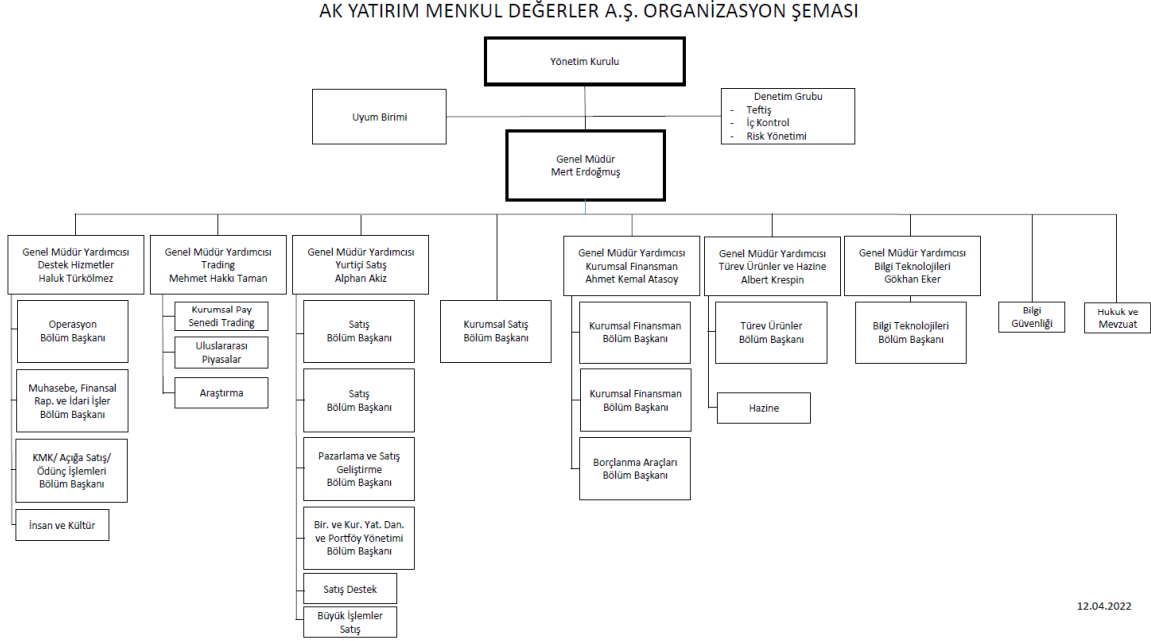 AK YATIRIM MENKUL DEĞERLER A.Ş. ORGANİZASYON ŞEMASI
Yönetim Kurulu
Uyum Birimi
Denetim Grubu
- Teftiş
- İç Kontrol
- Risk Yönetimi
Genel Müdür
Mert Erdoğmuş
Genel Müdür Yardımcısı
Destek Hizmetler
Haluk Türkölmez
Operasyon
Bölüm Başkanı
Muhasebe, Finansal
Rap. ve İdari İşler
Bölüm Başkanı
KMK/ Açığa Satış/
Ödünç İşlemleri
Bölüm Başkanı
İnsan ve Kültür
Genel Müdür Yardımcısı
Trading
Mehmet Hakkı Taman
Kurumsal Pay
Senedi Trading
Uluslararası
Piyasalar
Araştırma
Genel Müdür Yardımcısı
Yurtiçi Satış
Alphan Akiz
Satış
Bölüm Başkanı
Satış
Bölüm Başkanı
Pazarlama ve Satış
Geliştirme
Bölüm Başkanı
Bir. ve Kur. Yat. Dan.
ve Portföy Yönetimi
Bölüm Başkanı
Satış Destek
Büyük İşlemler
Satış
Kurumsal Satış
Bölüm Başkanı
Genel Müdür Yardımcısı
Kurumsal Finansman
Ahmet Kemal Atasoy
Kurumsal Finansman
Bölüm Başkanı
Kurumsal Finansman
Bölüm Başkanı
Borçlanma Araçları
Bölüm Başkanı
Genel Müdür Yardımcısı
Türev Ürünler ve Hazine
Albert Krespin
Türev Ürünler
Bölüm Başkanı
Hazine
Genel Müdür Yardımcısı
Bilgi Teknolojileri
Gökhan Eker
Bilgi Teknolojileri
Bölüm Başkanı
Bilgi
Güvenliği
Hukuk ve
Mevzuat
12.04.2022